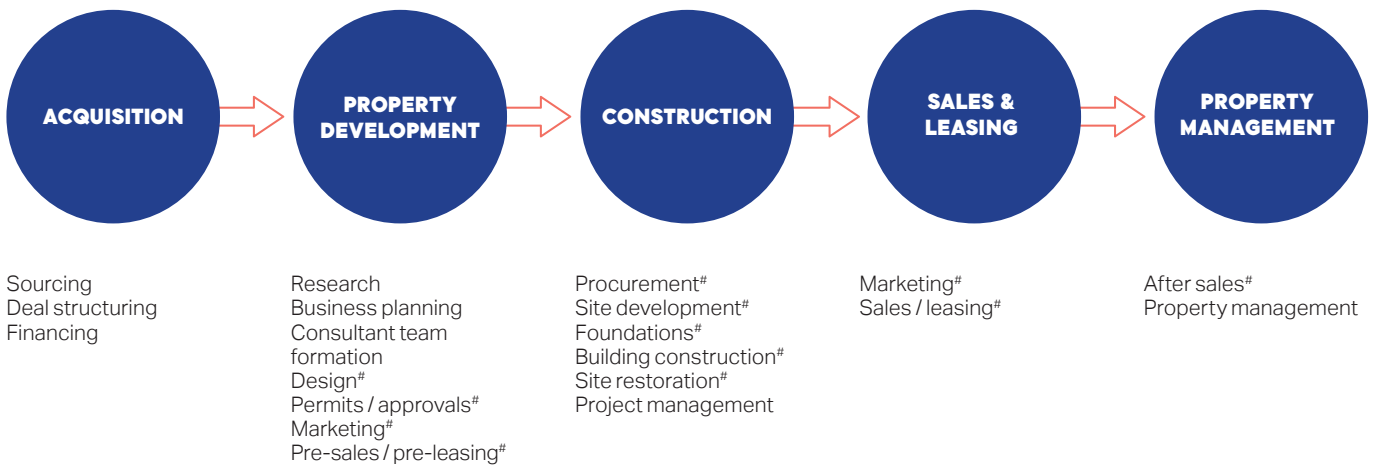 ACQUISITION
PROPERTY
DEVELOPMENT
CONSTRUCTION
SALES &
LEASING
PROPERTY
MANAGEMENT
Sourcing
Deal structuring
Financing
Research
Business planning
Consultant team
formation
Design#
Permits / approvals#
Marketing#
Pre-sales / pre-leasing#
Procurement#
Site development#
Foundations#
Building construction#
Site restoration#
Project management
Marketing#
Sales / leasing#
After sales#
Property management